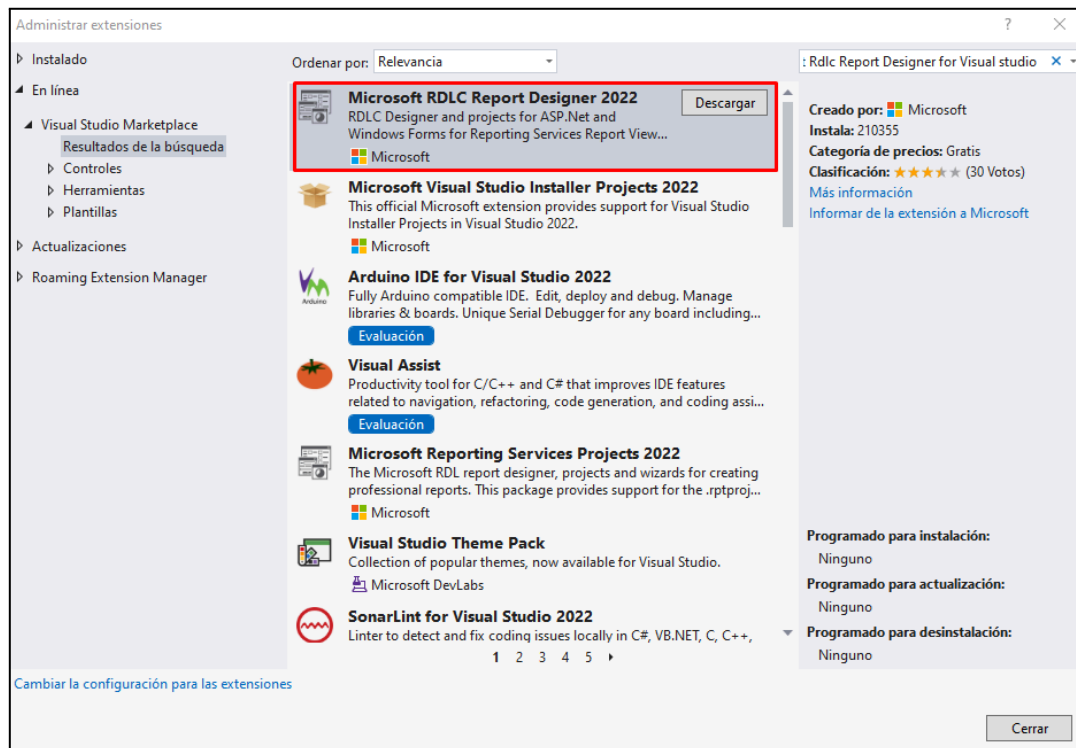 Administrar extensiones
?
Instalado
En línea
Visual Studio Marketplace
Resultados de la búsqueda
Controles
Herramientas
Plantillas
Actualizaciones
Roaming Extension Manager
Ordenar por: Relevancia
Microsoft RDLC Report Designer 2022
Descargar
RDLC Designer and projects for ASP.Net and
Windows Forms for Reporting Services Report View...
Microsoft
Microsoft Visual Studio Installer Projects 2022
This official Microsoft extension provides support for Visual Studio
Installer Projects in Visual Studio 2022.
Microsoft
Arduino IDE for Visual Studio 2022
Fully Arduino compatible IDE. Edit, deploy and debug. Manage
libraries & boards. Unique Serial Debugger for any board including...
Arduino
Evaluación
Visual Assist
Productivity tool for C/C++ and C# that improves IDE features
related to navigation, refactoring, code generation, and coding assi...
Evaluación
Microsoft Reporting Services Projects 2022
The Microsoft RDL report designer, projects and wizards for creating
professional reports. This package provides support for the .rptproj...
Microsoft
Visual Studio Theme Pack
Collection of popular themes, now available for Visual Studio.
Microsoft DevLabs
SonarLint for Visual Studio 2022
Linter to detect and fix coding issues locally in C#, VB.NET, C, C++,
1 2 3 4 5
: Rdlc Report Designer for Visual studio
Creado por: Microsoft
Instala: 210355
Categoría de precios: Gratis
Clasificación: (30 Votos)
Más información
Informar de la extensión a Microsoft
Programado para instalación:
Ninguno
Programado para actualización:
Ninguno
Programado para desinstalación:
Ninguno
Cambiar la configuración para las extensiones
Cerrar